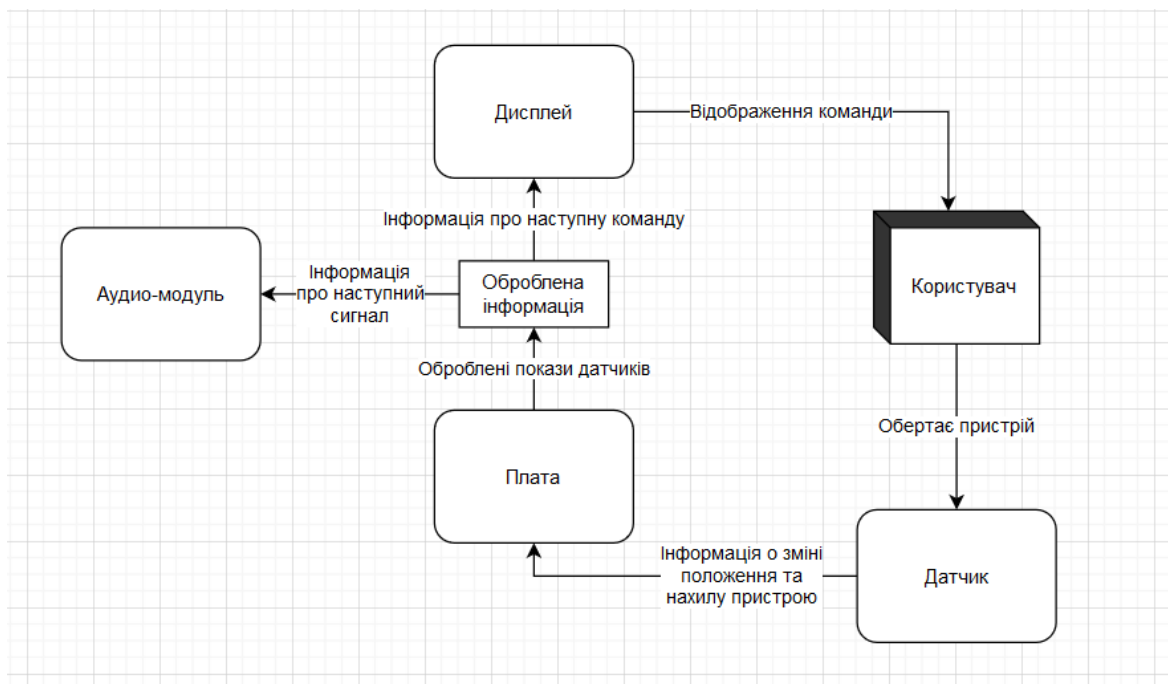 Дисплей
Відображення команди
Інформація про наступну команду
Аудио-модуль
Інформація
про наступний
сигнал
Оброблена
інформація
Користувач
Оброблені покази датчиків
Обертає пристрій
Плата
Інформація о зміні
положення та
нахилу пристрою
Датчик